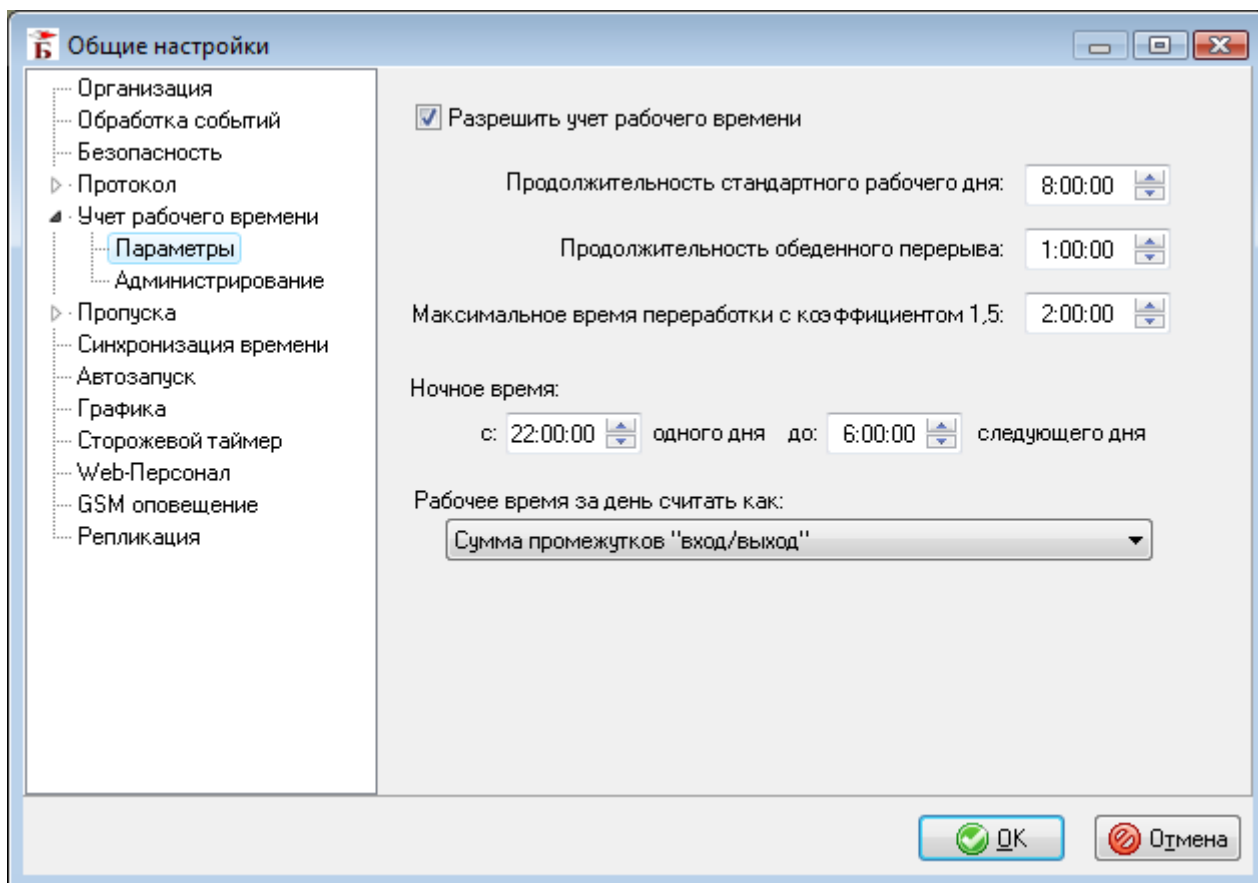 Общие настройки
Организация
Обработка событий
Безопасность
Протокол
Учет рабочего времени
Параметры
Администрирование
Пропуска
Синхронизация времени
Автозапуск
Графика
Сторожевой таймер
Web-Персонал
GSM оповещение
Репликация
Разрешить учет рабочего времени
Продолжительность стандартного рабочего дня: 8:00:00
Продолжительность обеденного перерыва: 1:00:00
Максимальное время переработки с коэффициентом 1,5: 2:00:00
Ночное время:
с: 22:00:00 одного дня до: 6:00:00 следующего дня
Рабочее время за день считать как:
Сумма промежутков "вход/выход"
OK Отмена